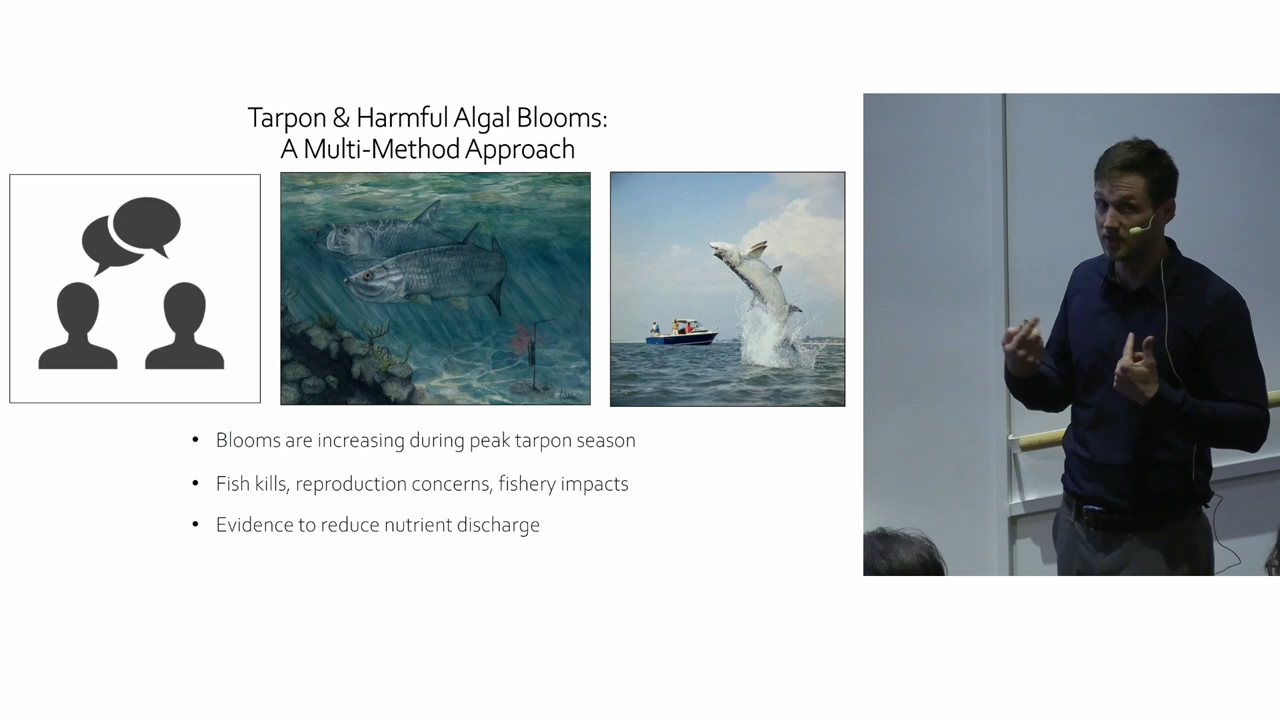 Tarpon & Harmful Algal Blooms:
A Multi-Method Approach
• Blooms are increasing during peak tarpon season
• Fish kills, reproduction concerns, fishery impacts
• Evidence to reduce nutrient discharge